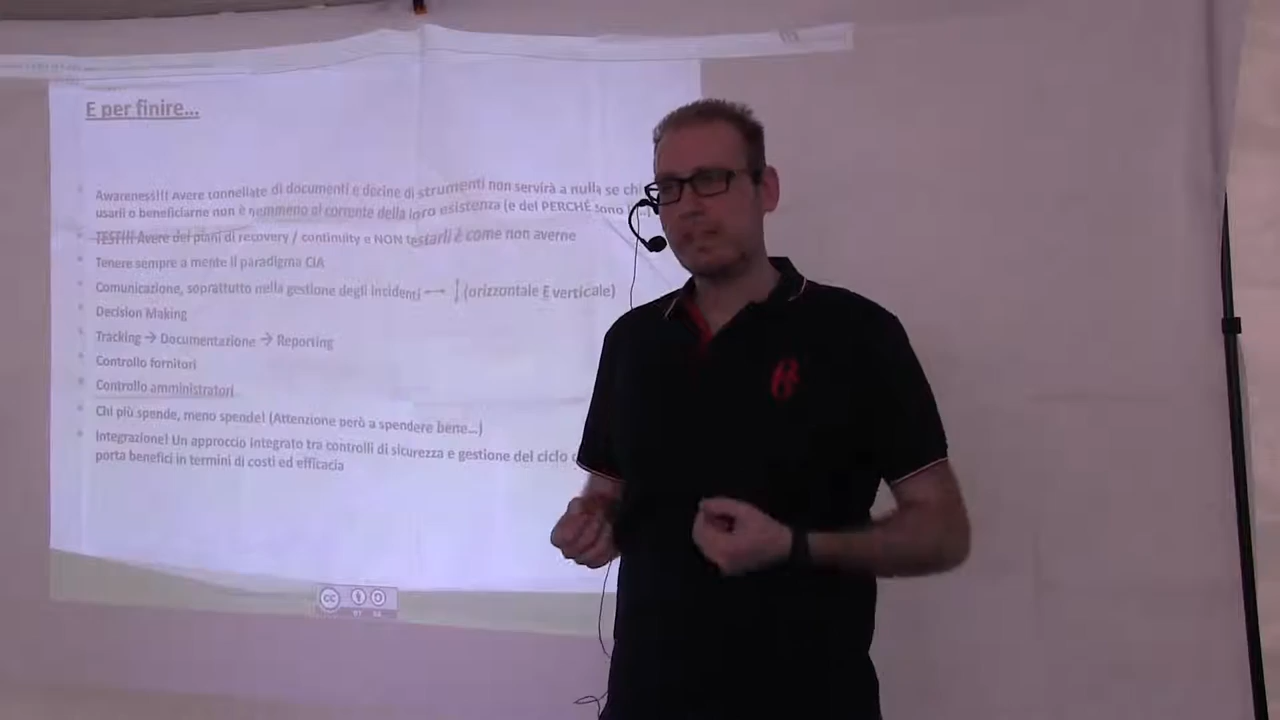 E per finire...
Awareness!!! Avere tonnellate di documenti e decine di strumenti non servirà a nulla se chi
usarli o beneficiarne non è nemmeno al corrente della loro esistenza (e del PERCHÉ sono
TEST!!! Avere dei piani di recovery / continuity e NON testarli è come non averne
Tenere sempre a mente il paradigma CIA
Comunicazione, soprattutto nella gestione degli incidenti ⟷ ↕ (orizzontale E verticale)
Decision Making
Tracking → Documentazione → Reporting
Controllo fornitori
Controllo amministratori
Chi più spende, meno spende! (Attenzione però a spendere bene...)
Integrazione! Un approccio integrato tra controlli di sicurezza e gestione del ciclo
porta benefici in termini di costi ed efficacia
cc
BY SA